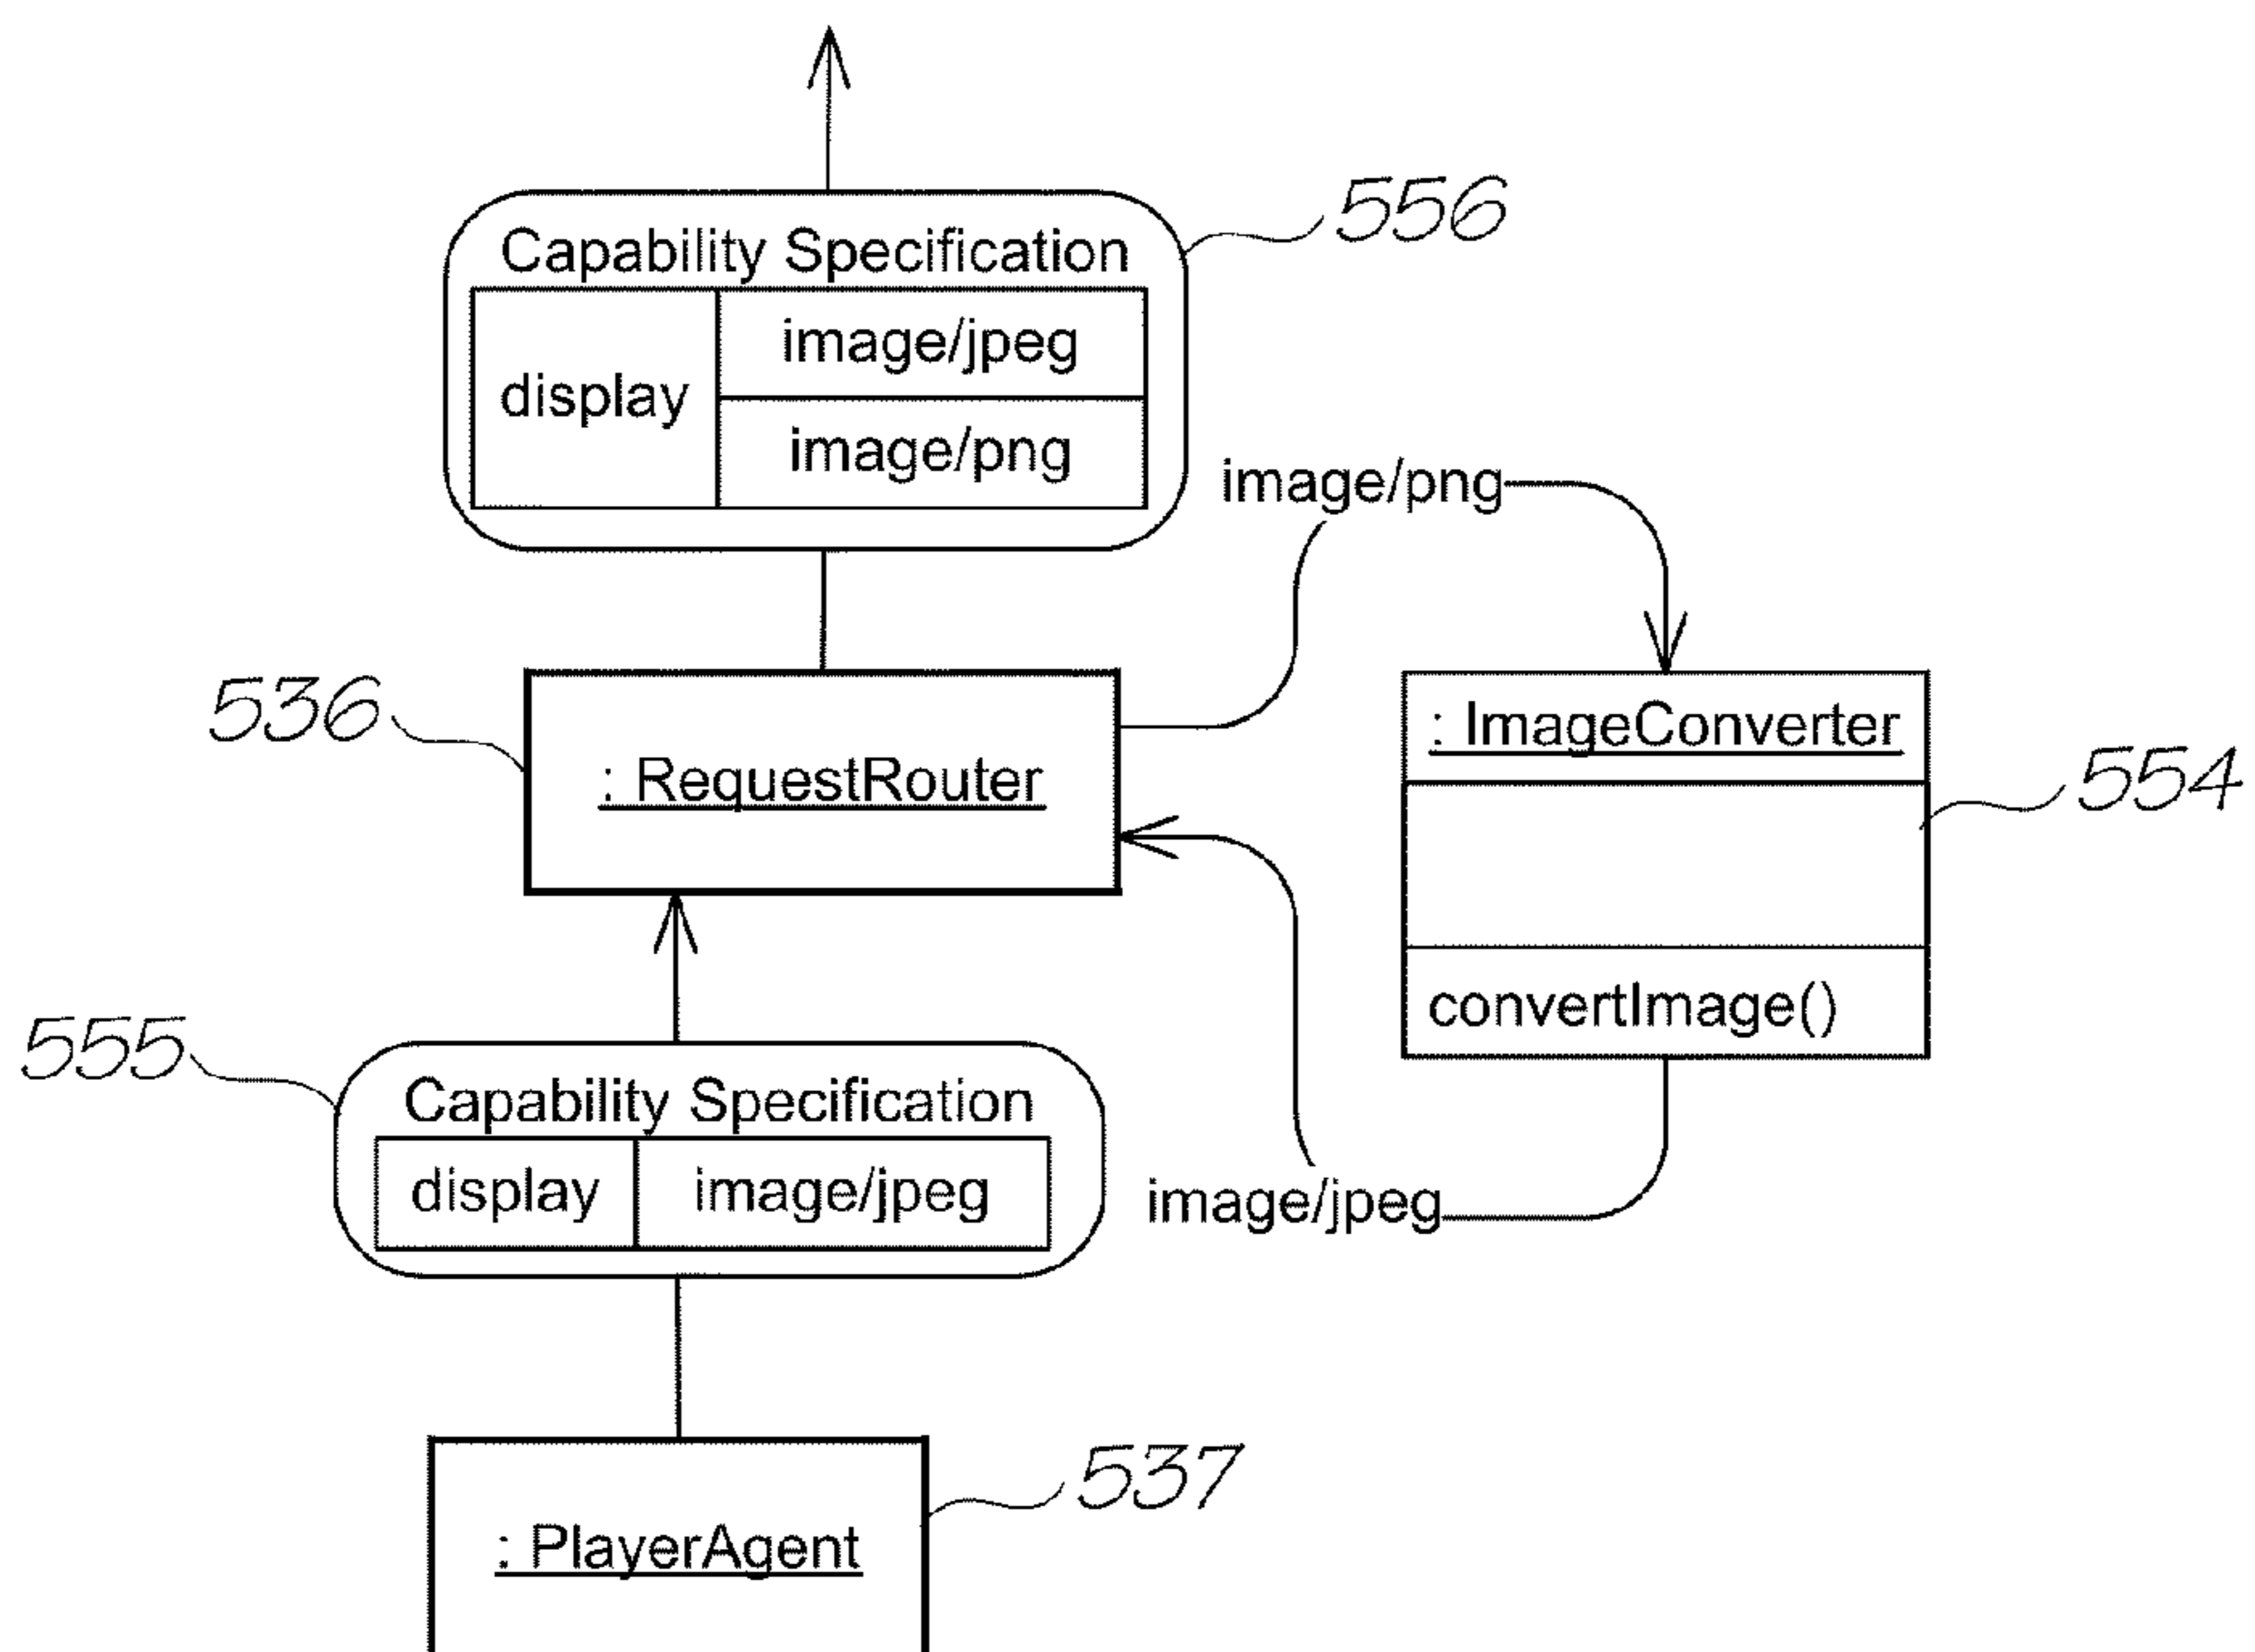 556
Capability Specification
display
image/jpeg
image/png
image/png
536
: RequestRouter
: ImageConverter
554
convertImage()
555
Capability Specification
display
image/jpeg
image/jpeg
537
: PlayerAgent